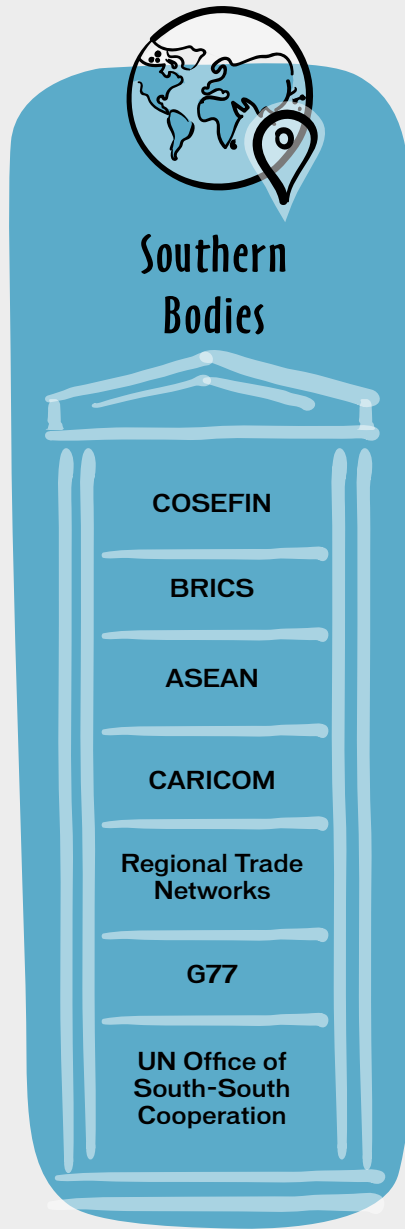 Southern
Bodies
COSEFIN
BRICS
ASEAN
CARICOM
Regional Trade
Networks
G77
UN Office of
South-South
Cooperation